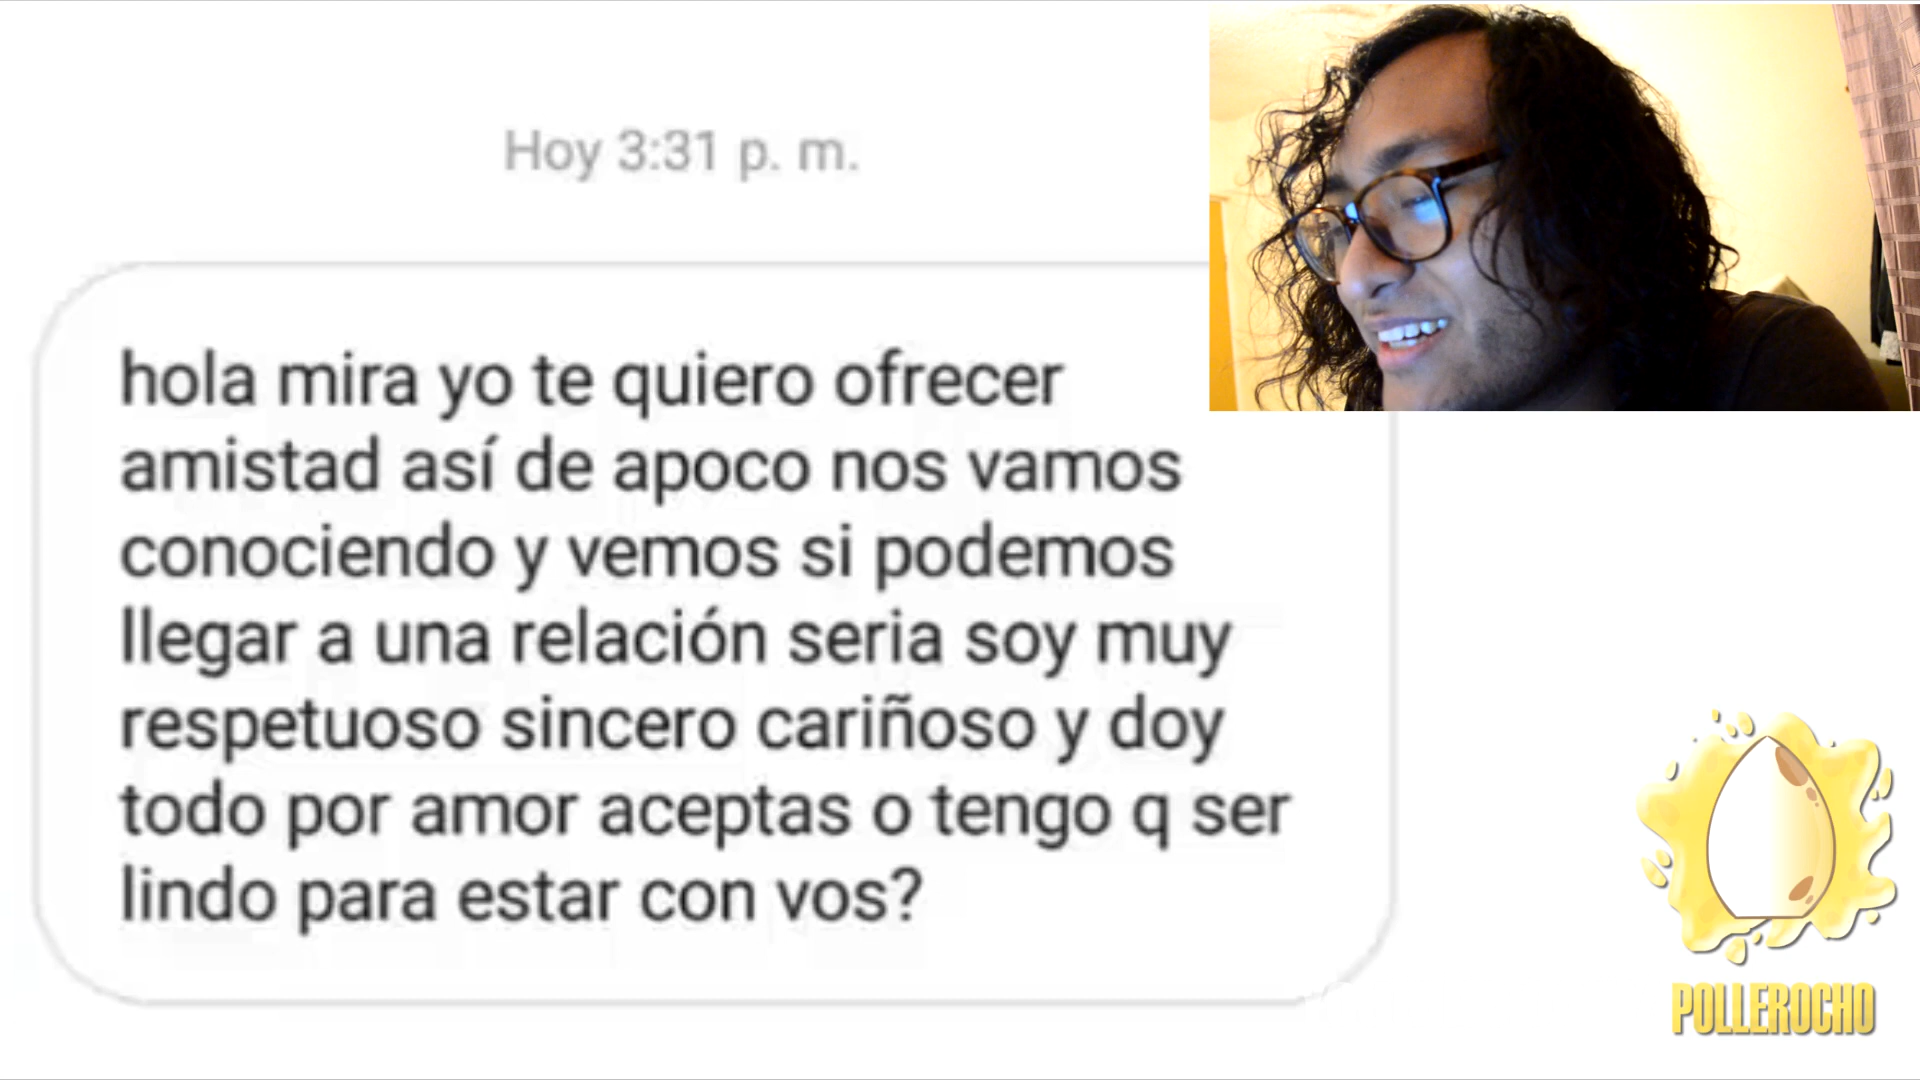 Hoy 3:31 p. m.
hola mira yo te quiero ofrecer
amistad así de apoco nos vamos
conociendo y vemos si podemos
llegar a una relación seria soy muy
respetuoso sincero cariñoso y doy
todo por amor aceptas o tengo q ser
lindo para estar con vos?
POLLEROCHO